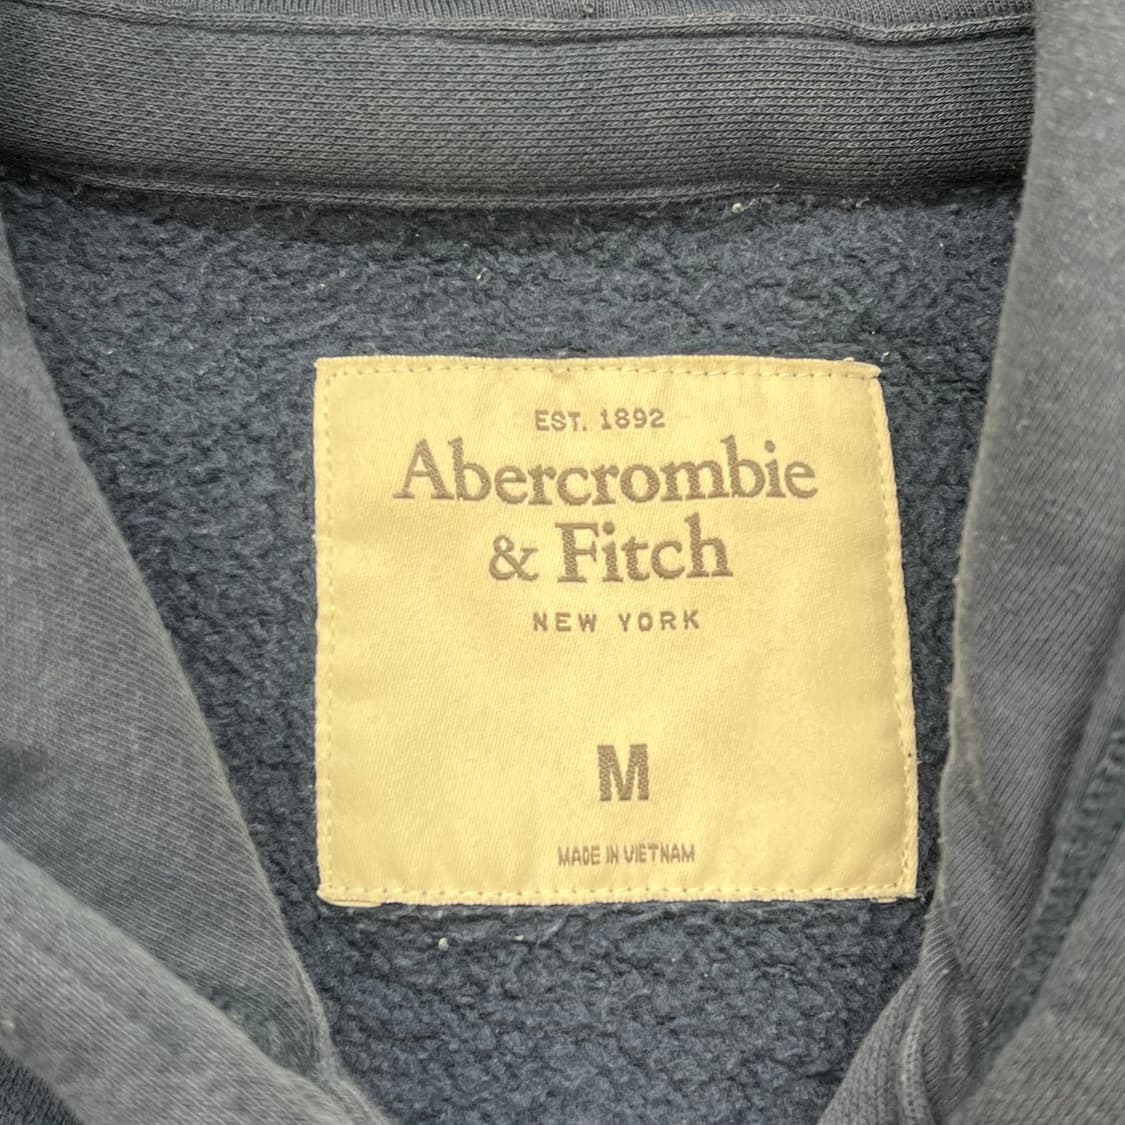 EST. 1892
Abercrombie
& Fitch
NEW YORK
M
MADE IN VIETNAM